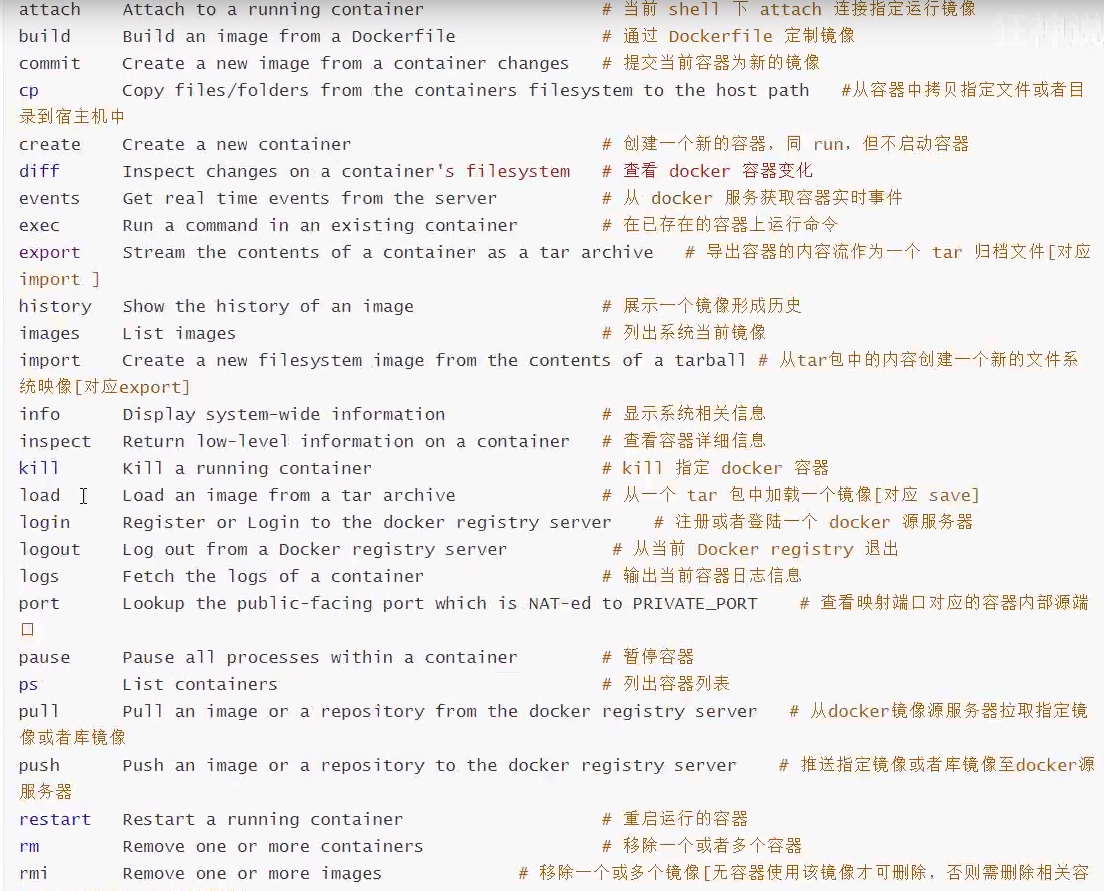 attach    Attach to a running container                 # 当前 shell 下 attach 连接指定运行镜像
build     Build an image from a Dockerfile              # 通过 Dockerfile 定制镜像
commit    Create a new image from a container changes   # 提交当前容器为新的镜像
cp        Copy files/folders from the containers filesystem to the host path   #从容器中拷贝指定文件或者目
录到宿主机中
create    Create a new container                        # 创建一个新的容器，同 run，但不启动容器
diff      Inspect changes on a container's filesystem   # 查看 docker 容器变化
events    Get real time events from the server          # 从 docker 服务获取容器实时事件
exec      Run a command in an existing container        # 在已存在的容器上运行命令
export    Stream the contents of a container as a tar archive   # 导出容器的内容流作为一个 tar 归档文件[对应
import ]
history   Show the history of an image                  # 展示一个镜像形成历史
images    List images                                   # 列出系统当前镜像
import    Create a new filesystem image from the contents of a tarball # 从tar包中的内容创建一个新的文件系
统映像[对应export]
info      Display system-wide information               # 显示系统相关信息
inspect   Return low-level information on a container   # 查看容器详细信息
kill      Kill a running container                      # kill 指定 docker 容器
load      Load an image from a tar archive              # 从一个 tar 包中加载一个镜像[对应 save]
login     Register or Login to the docker registry server    # 注册或者登陆一个 docker 源服务器
logout    Log out from a Docker registry server          # 从当前 Docker registry 退出
logs      Fetch the logs of a container                 # 输出当前容器日志信息
port      Lookup the public-facing port which is NAT-ed to PRIVATE_PORT    # 查看映射端口对应的容器内部源端
口
pause     Pause all processes within a container        # 暂停容器
ps        List containers                               # 列出容器列表
pull      Pull an image or a repository from the docker registry server   # 从docker镜像源服务器拉取指定镜
像或者库镜像
push      Push an image or a repository to the docker registry server    # 推送指定镜像或者库镜像至docker源
服务器
restart   Restart a running container                   # 重启运行的容器
rm        Remove one or more containers                 # 移除一个或者多个容器
rmi       Remove one or more images             # 移除一个或多个镜像[无容器使用该镜像才可删除，否则需删除相关容